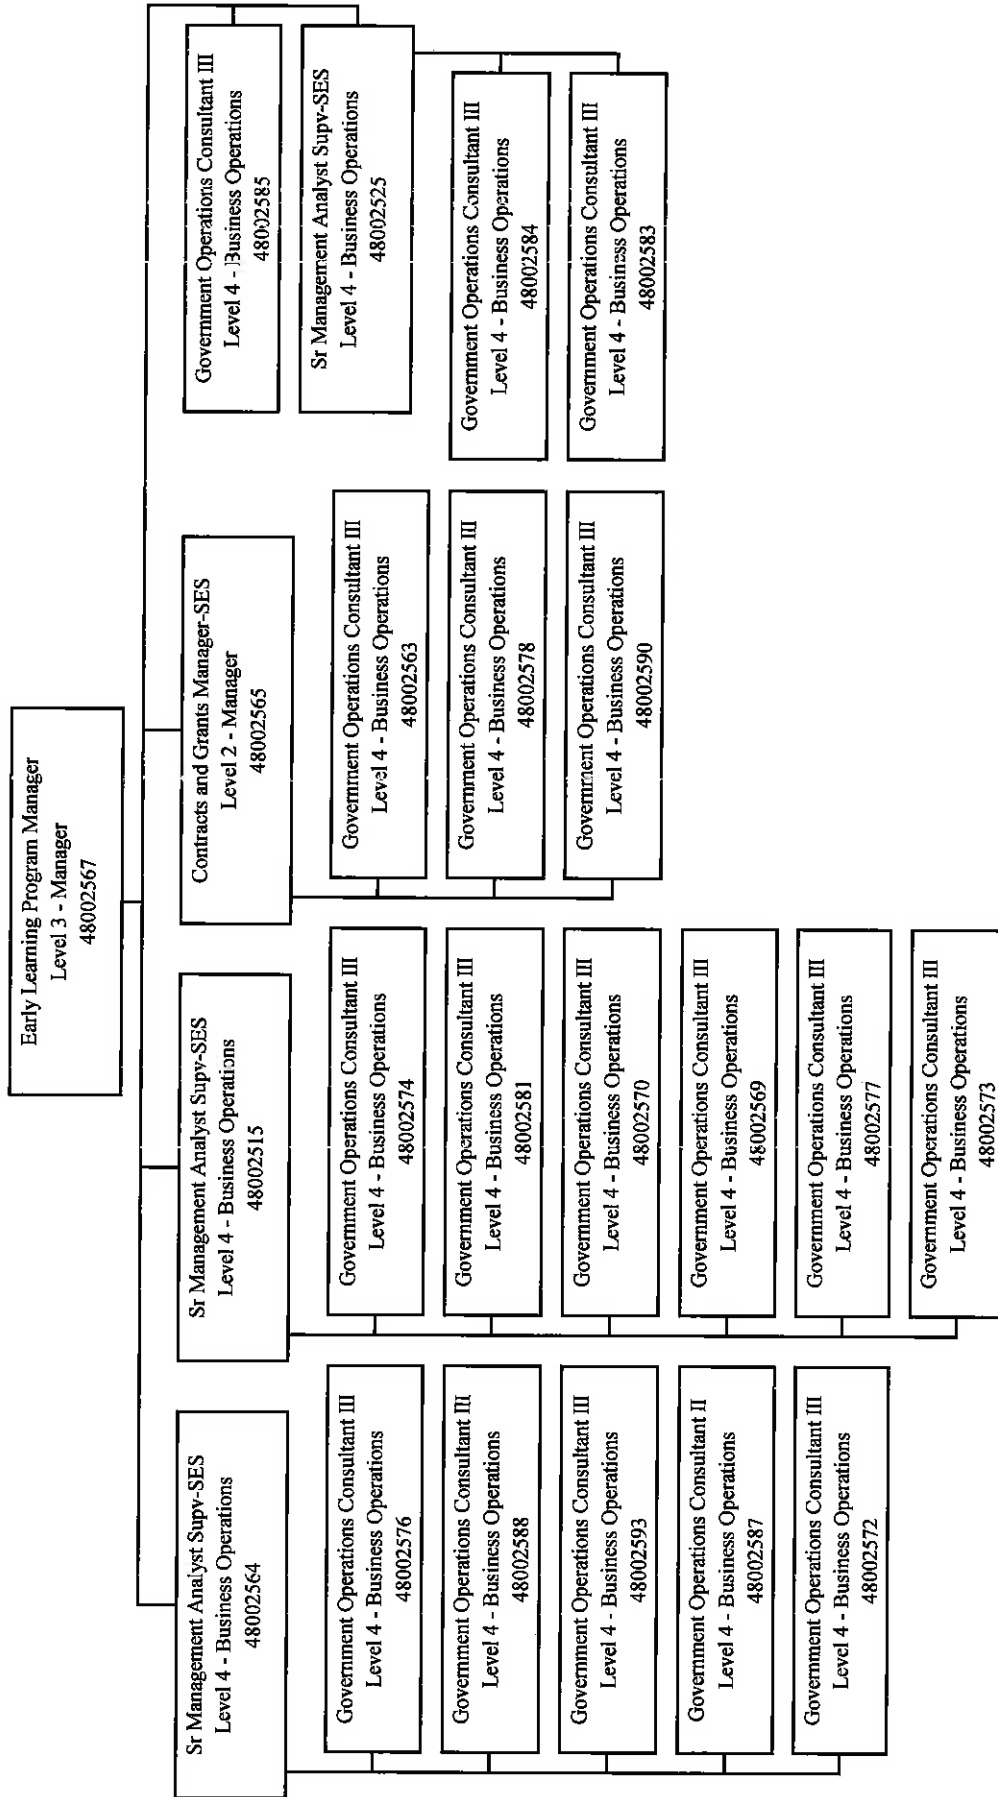 Early Learning Program Manager
Level 3 - Manager
48002567
Sr Management Analyst Supv-SES
Level 4 - Business Operations
48002564
Government Operations Consultant III
Level 4 - Business Operations
48002576
Government Operations Consultant III
Level 4 - Business Operations
48002588
Government Operations Consultant III
Level 4 - Business Operations
48002593
Government Operations Consultant II
Level 4 - Business Operations
48002587
Government Operations Consultant III
Level 4 - Business Operations
48002572
Sr Management Analyst Supv-SES
Level 4 - Business Operations
48002515
Government Operations Consultant III
Level 4 - Business Operations
48002574
Government Operations Consultant III
Level 4 - Business Operations
48002581
Government Operations Consultant III
Level 4 - Business Operations
48002570
Government Operations Consultant III
Level 4 - Business Operations
48002569
Government Operations Consultant III
Level 4 - Business Operations
48002577
Government Operations Consultant III
Level 4 - Business Operations
48002573
Contracts and Grants Manager-SES
Level 2 - Manager
48002565
Government Operations Consultant III
Level 4 - Business Operations
48002563
Government Operations Consultant III
Level 4 - Business Operations
48002578
Government Operations Consultant III
Level 4 - Business Operations
48002590
Government Operations Consultant III
Level 4 - Business Operations
48002585
Sr Management Analyst Supv-SES
Level 4 - Business Operations
48002525
Government Operations Consultant III
Level 4 - Business Operations
48002584
Government Operations Consultant III
Level 4 - Business Operations
48002583